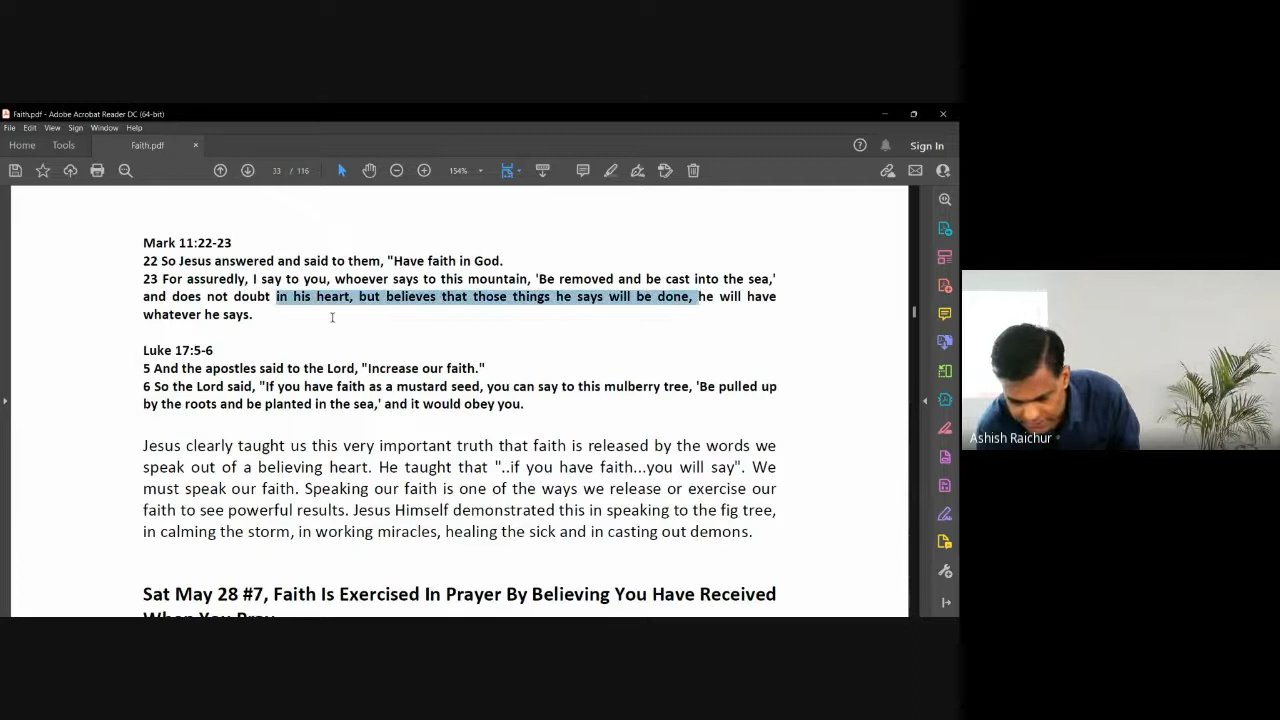 Faith.pdf - Adobe Acrobat Reader DC (64-bit)
File Edit View Sign Window Help
Home Tools Faith.pdf × Sign In
33 / 116 154%
Mark 11:22-23
22 So Jesus answered and said to them, "Have faith in God.
23 For assuredly, I say to you, whoever says to this mountain, 'Be removed and be cast into the sea,'
and does not doubt in his heart, but believes that those things he says will be done, he will have
whatever he says.
Luke 17:5-6
5 And the apostles said to the Lord, "Increase our faith."
6 So the Lord said, "If you have faith as a mustard seed, you can say to this mulberry tree, 'Be pulled up
by the roots and be planted in the sea,' and it would obey you.
Jesus clearly taught us this very important truth that faith is released by the words we
speak out of a believing heart. He taught that "..if you have faith...you will say". We
must speak our faith. Speaking our faith is one of the ways we release or exercise our
faith to see powerful results. Jesus Himself demonstrated this in speaking to the fig tree,
in calming the storm, in working miracles, healing the sick and in casting out demons.
Sat May 28 #7, Faith Is Exercised In Prayer By Believing You Have Received
When You Pray
Ashish Raichur